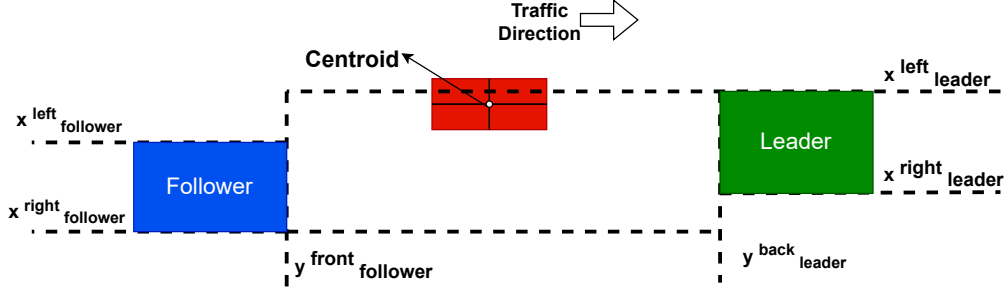 Traffic
Direction
Centroid
x left leader
x left follower
Leader
Follower
x right leader
x right follower
y front follower
y back leader